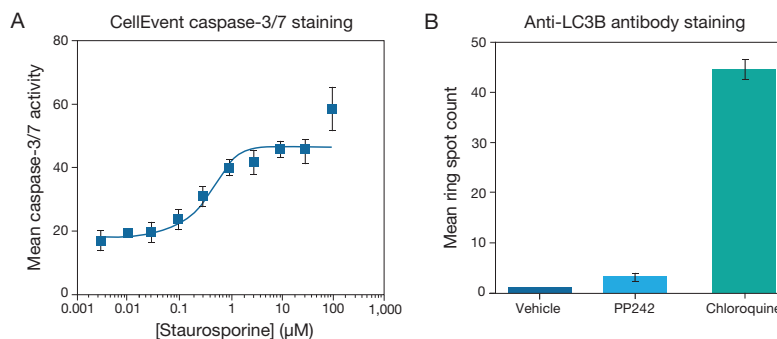 A
CellEvent caspase-3/7 staining
Mean caspase-3/7 activity
80
60
40
20
0
0.001 0.01 0.1 1 10 100 1,000
[Staurosporine] (µM)
B
Anti-LC3B antibody staining
Mean ring spot count
50
40
30
20
10
0
Vehicle PP242 Chloroquine